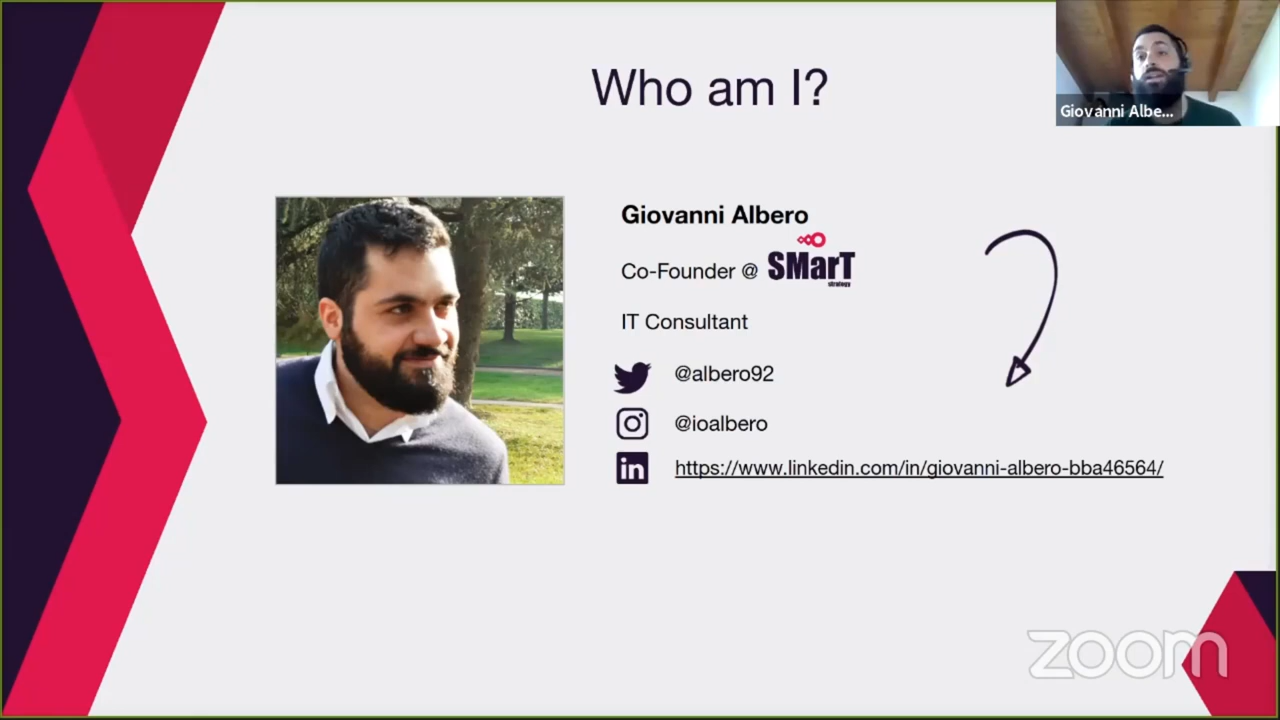 Who am I?
Giovanni Albe...
Giovanni Albero
Co-Founder @ SMarT
strategy
IT Consultant
@albero92
@ioalbero
in https://www.linkedin.com/in/giovanni-albero-bba46564/
zoom